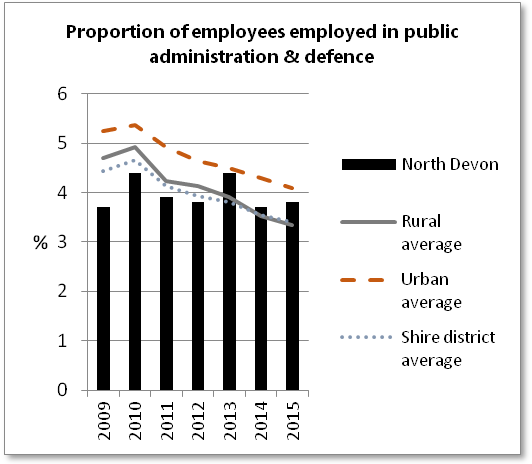 Proportion of employees employed in public
administration & defence
6
5
4
3
2
1
0
%
2009
2010
2011
2012
2013
2014
2015
North Devon
Rural
average
Urban
average
Shire district
average